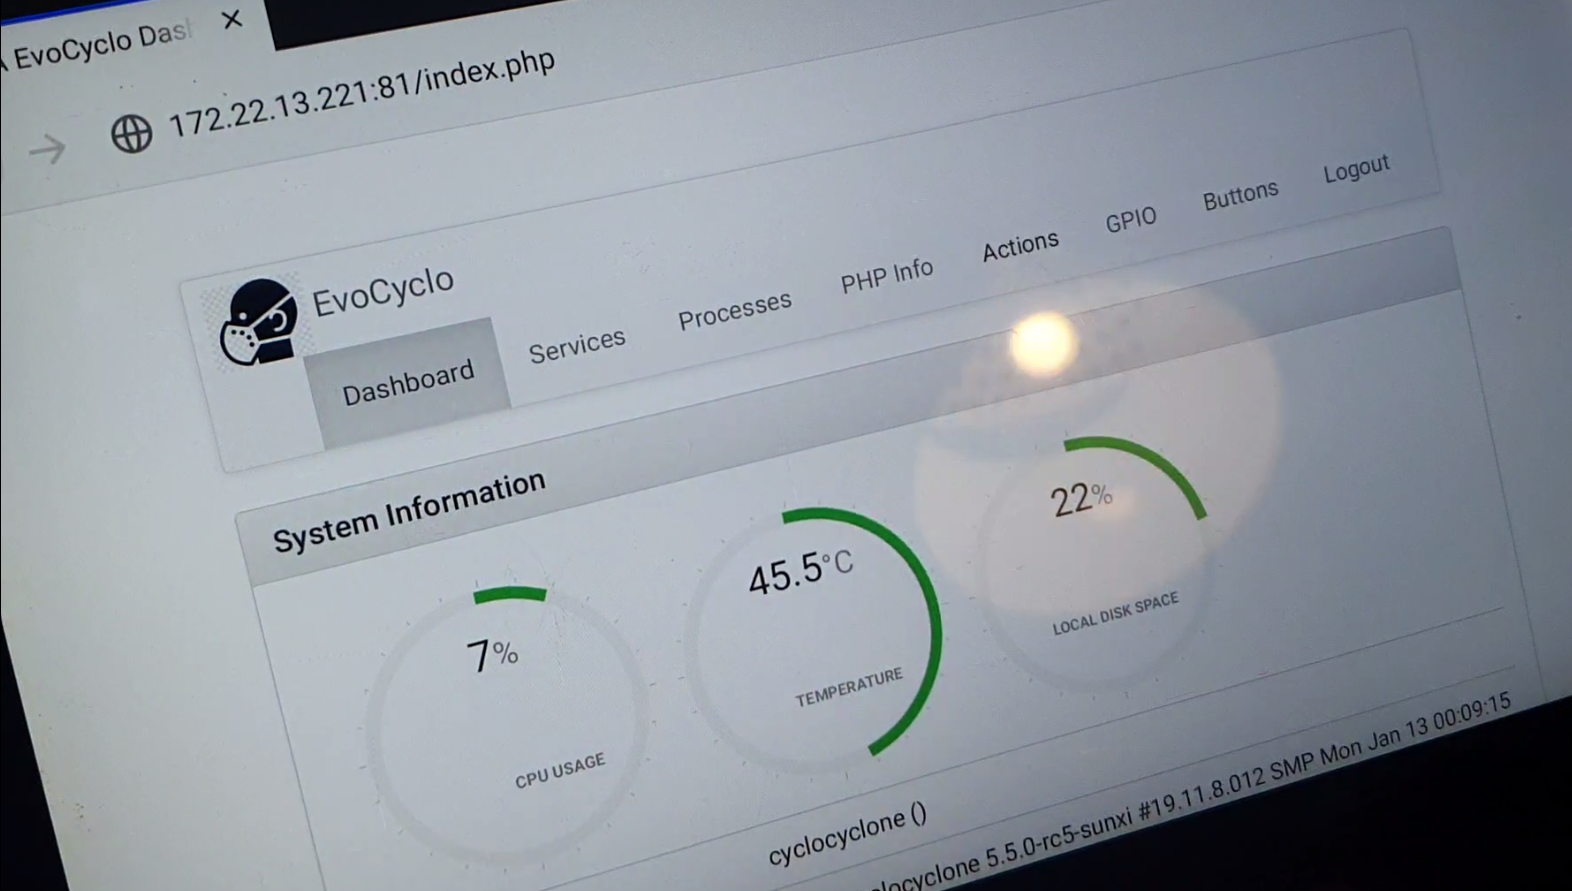 EvoCyclo Das
172.22.13.221:81/index.php
EvoCyclo
Dashboard Services Processes PHP Info Actions GPIO Buttons Logout
System Information
7%
CPU USAGE
45.5°C
TEMPERATURE
22%
LOCAL DISK SPACE
cyclocyclone ()
locyclone 5.5.0-rc5-sunxi #19.11.8.012 SMP Mon Jan 13 00:09:15